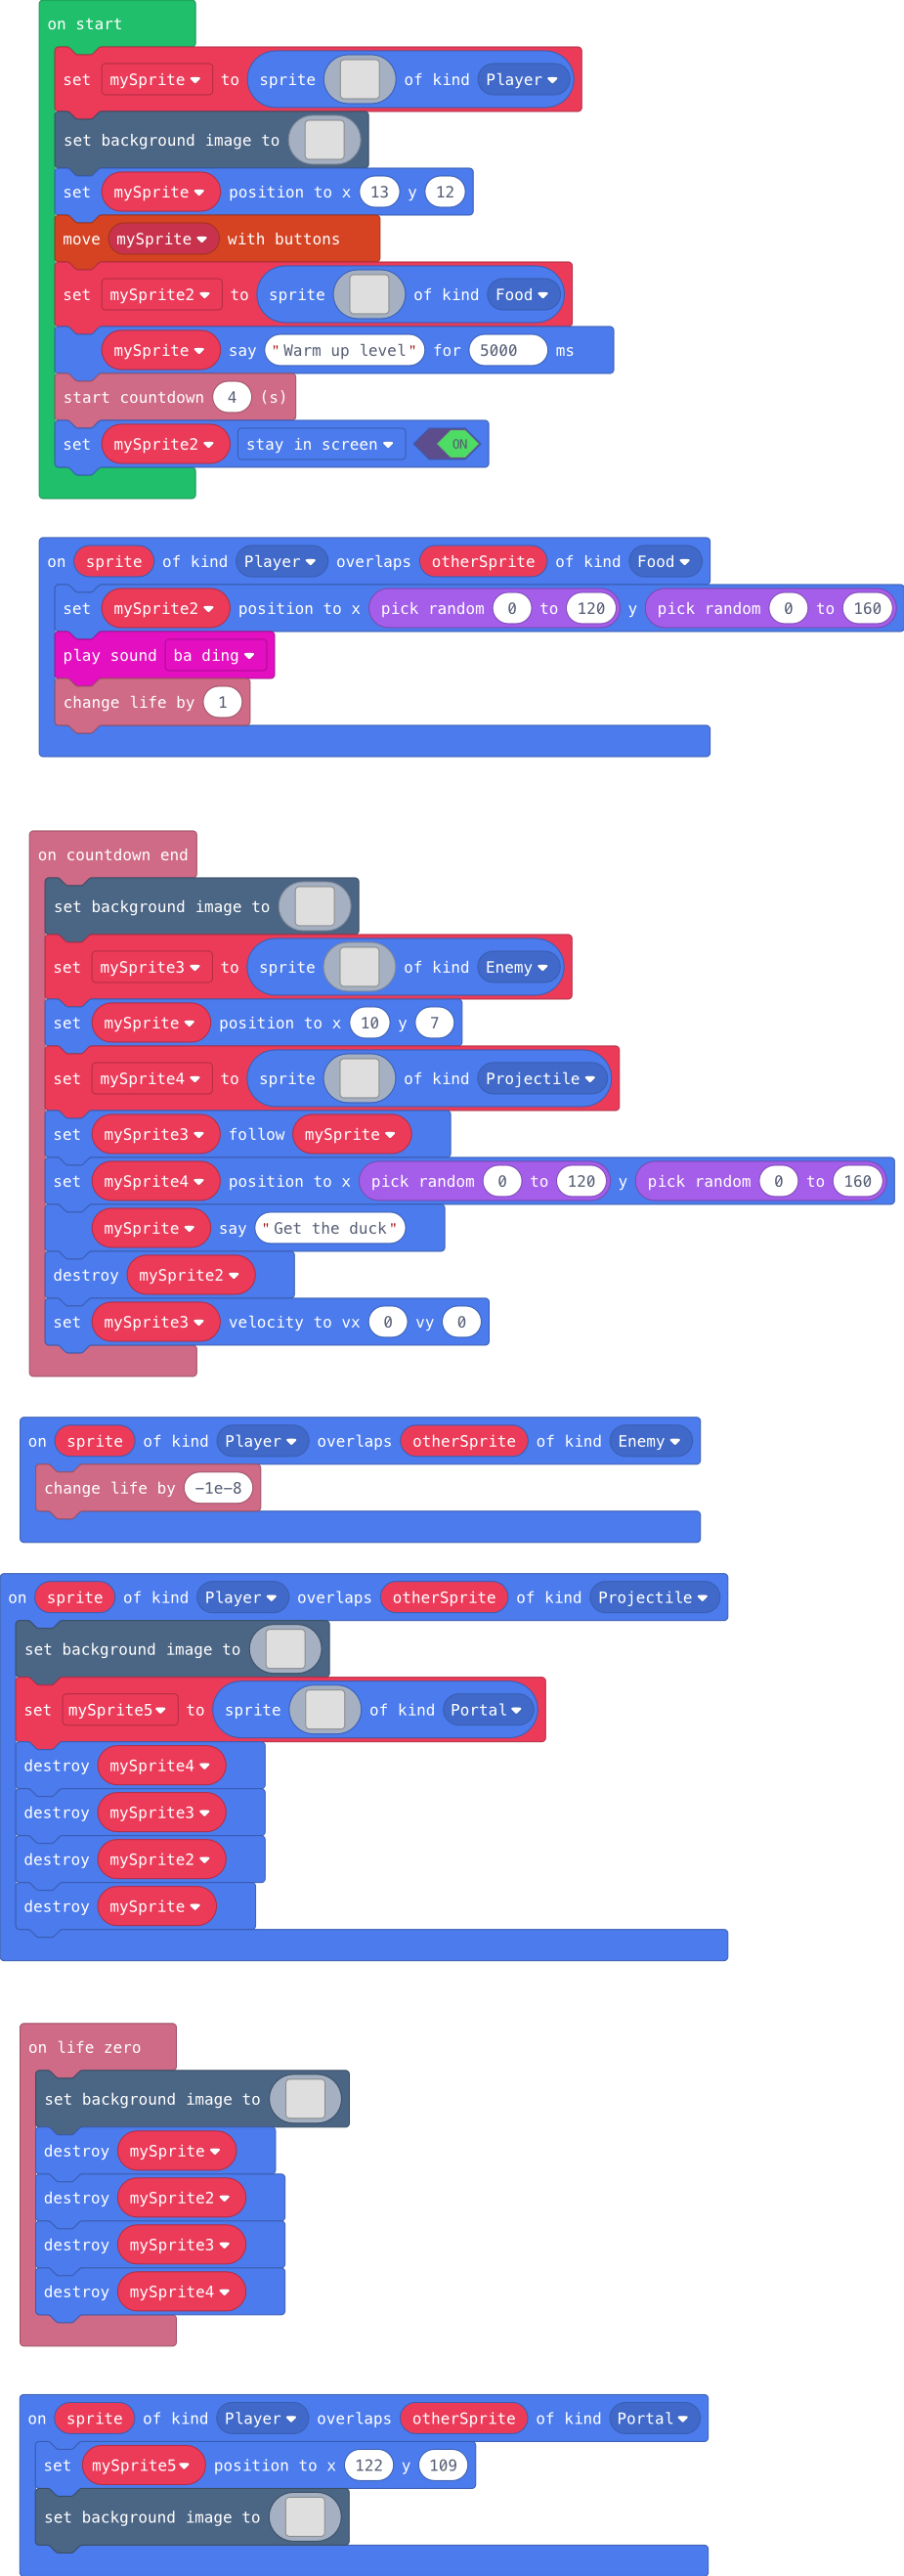 on start
set mySprite to sprite of kind Player
set background image to
set mySprite position to x 13 y 12
move mySprite with buttons
set mySprite2 to sprite of kind Food
mySprite say "Warm up level" for 5000 ms
start countdown 4 (s)
set mySprite2 stay in screen ON
on sprite of kind Player overlaps otherSprite of kind Food
set mySprite2 position to x pick random 0 to 120 y pick random 0 to 160
play sound ba ding
change life by 1
on countdown end
set background image to
set mySprite3 to sprite of kind Enemy
set mySprite position to x 10 y 7
set mySprite4 to sprite of kind Projectile
set mySprite3 follow mySprite
set mySprite4 position to x pick random 0 to 120 y pick random 0 to 160
mySprite say "Get the duck"
destroy mySprite2
set mySprite3 velocity to vx 0 vy 0
on sprite of kind Player overlaps otherSprite of kind Enemy
change life by -1e-8
on sprite of kind Player overlaps otherSprite of kind Projectile
set background image to
set mySprite5 to sprite of kind Portal
destroy mySprite4
destroy mySprite3
destroy mySprite2
destroy mySprite
on life zero
set background image to
destroy mySprite
destroy mySprite2
destroy mySprite3
destroy mySprite4
on sprite of kind Player overlaps otherSprite of kind Portal
set mySprite5 position to x 122 y 109
set background image to